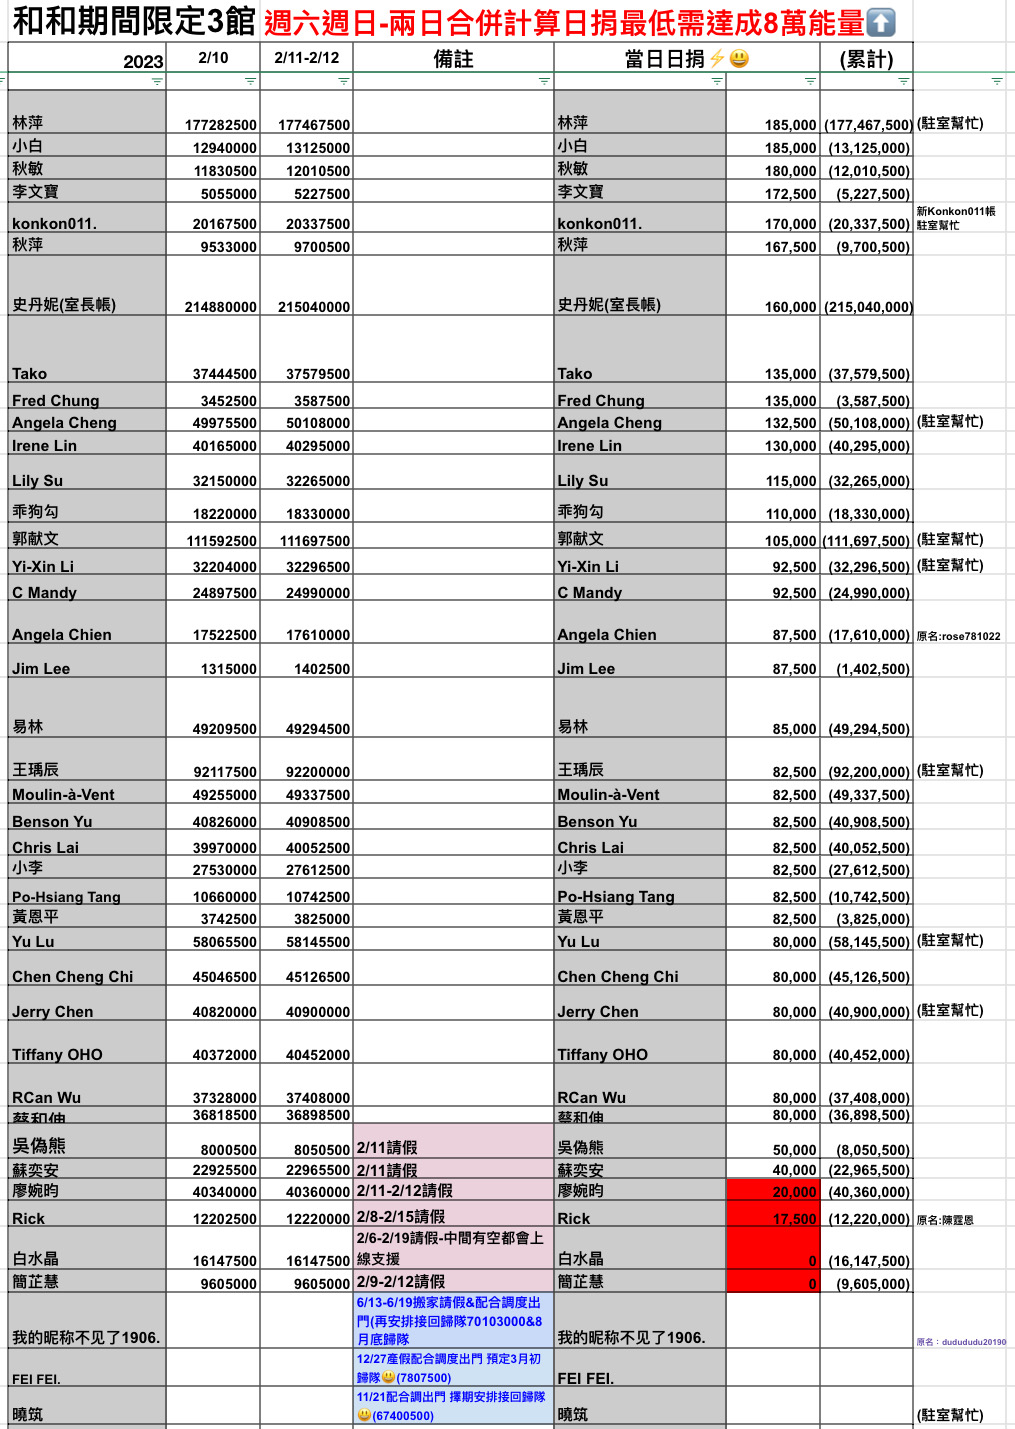 和和期間限定3館 週六週日-兩日合併計算日捐最低需達成8萬能量⬆️
2023 2/10 2/11-2/12 備註 當日日捐⚡😃 (累計)
林萍 177282500 177467500 林萍 185,000 (177,467,500) (駐室幫忙)
小白 12940000 13125000 小白 185,000 (13,125,000)
秋敏 11830500 12010500 秋敏 180,000 (12,010,500)
李文寶 5055000 5227500 李文寶 172,500 (5,227,500)
新Konkon011帳
konkon011. 20167500 20337500 konkon011. 170,000 (20,337,500) 駐室幫忙
秋萍 9533000 9700500 秋萍 167,500 (9,700,500)
史丹妮(室長帳) 214880000 215040000 史丹妮(室長帳) 160,000 (215,040,000)
Tako 37444500 37579500 Tako 135,000 (37,579,500)
Fred Chung 3452500 3587500 Fred Chung 135,000 (3,587,500)
Angela Cheng 49975500 50108000 Angela Cheng 132,500 (50,108,000) (駐室幫忙)
Irene Lin 40165000 40295000 Irene Lin 130,000 (40,295,000)
Lily Su 32150000 32265000 Lily Su 115,000 (32,265,000)
乖狗勾 18220000 18330000 乖狗勾 110,000 (18,330,000)
郭献文 111592500 111697500 郭献文 105,000 (111,697,500) (駐室幫忙)
Yi-Xin Li 32204000 32296500 Yi-Xin Li 92,500 (32,296,500) (駐室幫忙)
C Mandy 24897500 24990000 C Mandy 92,500 (24,990,000)
Angela Chien 17522500 17610000 Angela Chien 87,500 (17,610,000) 原名:rose781022
Jim Lee 1315000 1402500 Jim Lee 87,500 (1,402,500)
易林 49209500 49294500 易林 85,000 (49,294,500)
王瑀辰 92117500 92200000 王瑀辰 82,500 (92,200,000) (駐室幫忙)
Moulin-à-Vent 49255000 49337500 Moulin-à-Vent 82,500 (49,337,500)
Benson Yu 40826000 40908500 Benson Yu 82,500 (40,908,500)
Chris Lai 39970000 40052500 Chris Lai 82,500 (40,052,500)
小李 27530000 27612500 小李 82,500 (27,612,500)
Po-Hsiang Tang 10660000 10742500 Po-Hsiang Tang 82,500 (10,742,500)
黃恩平 3742500 3825000 黃恩平 82,500 (3,825,000)
Yu Lu 58065500 58145500 Yu Lu 80,000 (58,145,500) (駐室幫忙)
Chen Cheng Chi 45046500 45126500 Chen Cheng Chi 80,000 (45,126,500)
Jerry Chen 40820000 40900000 Jerry Chen 80,000 (40,900,000) (駐室幫忙)
Tiffany OHO 40372000 40452000 Tiffany OHO 80,000 (40,452,000)
RCan Wu 37328000 37408000 RCan Wu 80,000 (37,408,000)
蔡和伸 36818500 36898500 蔡和伸 80,000 (36,898,500)
吳偽熊 8000500 8050500 2/11請假 吳偽熊 50,000 (8,050,500)
蘇奕安 22925500 22965500 2/11請假 蘇奕安 40,000 (22,965,500)
廖婉昀 40340000 40360000 2/11-2/12請假 廖婉昀 20,000 (40,360,000)
Rick 12202500 12220000 2/8-2/15請假 Rick 17,500 (12,220,000) 原名:陳霆恩
2/6-2/19請假-中間有空都會上
白水晶 16147500 16147500 線支援 白水晶 0 (16,147,500)
簡芷慧 9605000 9605000 2/9-2/12請假 簡芷慧 0 (9,605,000)
6/13-6/19搬家請假&配合調度出
門(再安排接回歸隊70103000&8
我的昵称不见了1906. 月底歸隊 我的昵称不见了1906. 原名：dudududu20190
12/27產假配合調度出門 預定3月初
FEI FEI. 歸隊😃(7807500) FEI FEI.
11/21配合調出門 擇期安排接回歸隊
曉筑 😃(67400500) 曉筑 (駐室幫忙)